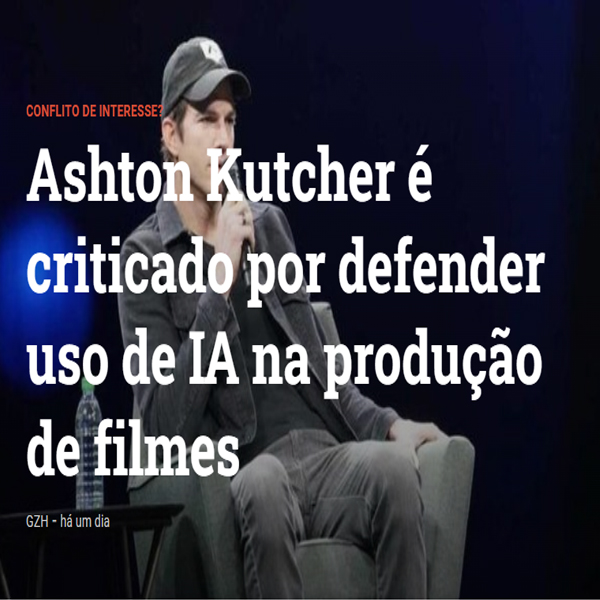 CONFLITO DE INTERESSE?
Ashton Kutcher é
criticado por defender
uso de IA na produção
de filmes
GZH - há um dia